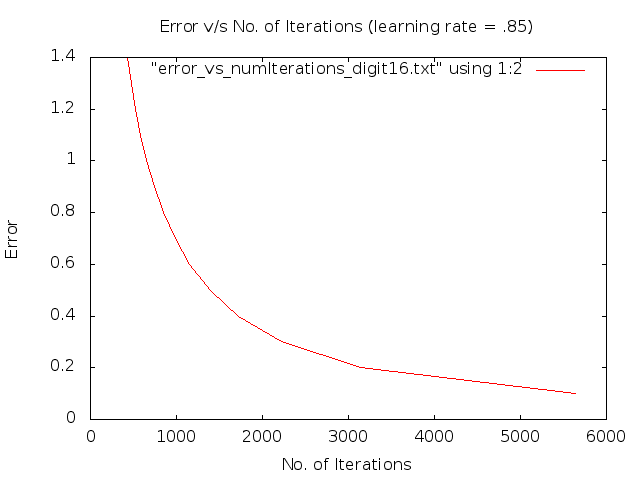 Error v/s No. of Iterations (learning rate = .85)
"error_vs_numIterations_digit16.txt" using 1:2
1.4
1.2
1
0.8
0.6
0.4
0.2
0
Error
0 1000 2000 3000 4000 5000 6000
No. of Iterations